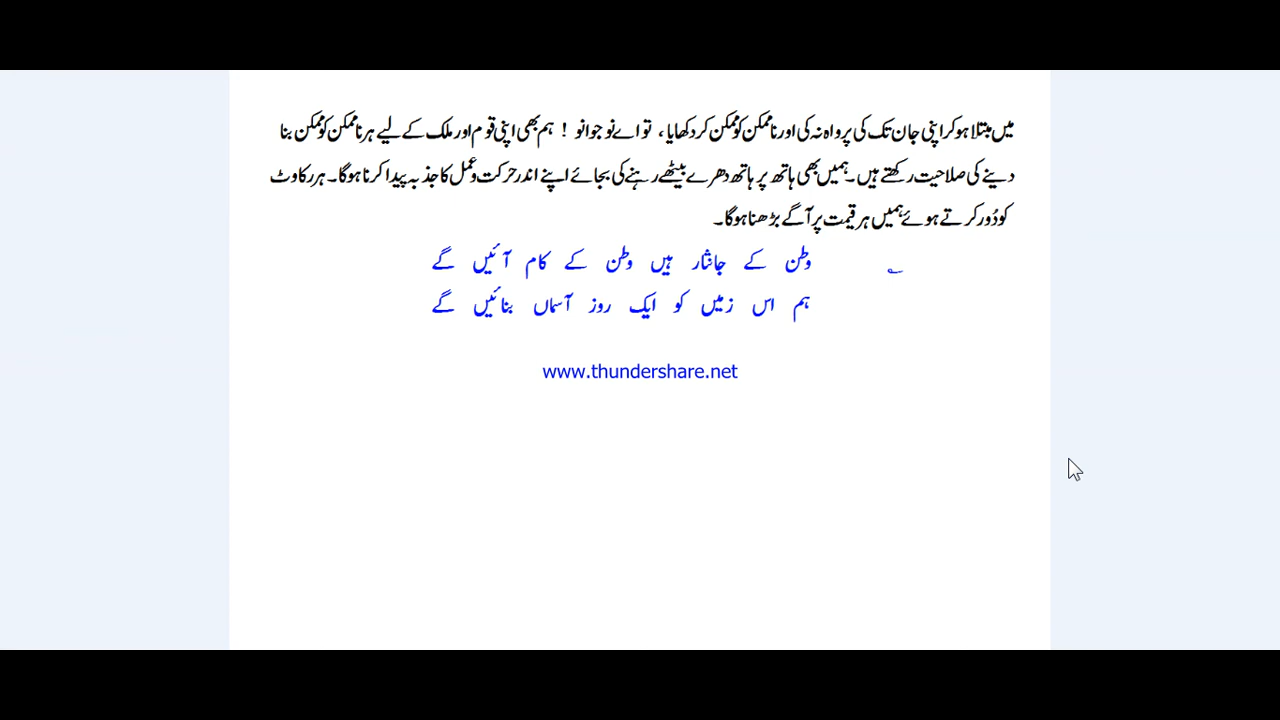 میں مبتلا ہو کر اپنی جان تک کی پرواہ نہ کی اور ناممکن کو ممکن کر دکھایا، تو اے نوجوانو! ہم بھی اپنی قوم اور ملک کے لیے ہر ناممکن کو ممکن بنا
دینے کی صلاحیت رکھتے ہیں۔ ہمیں بھی ہاتھ پر ہاتھ دھرے بیٹھے رہنے کی بجائے اپنے اندر حرکت و عمل کا جذبہ پیدا کرنا ہوگا۔ ہر رکاوٹ
کو دُور کرتے ہوئے ہمیں ہر قیمت پر آگے بڑھنا ہوگا۔
؎ وطن کے جانثار ہیں وطن کے کام آئیں گے
ہم اس زمیں کو ایک روز آسماں بنائیں گے
www.thundershare.net